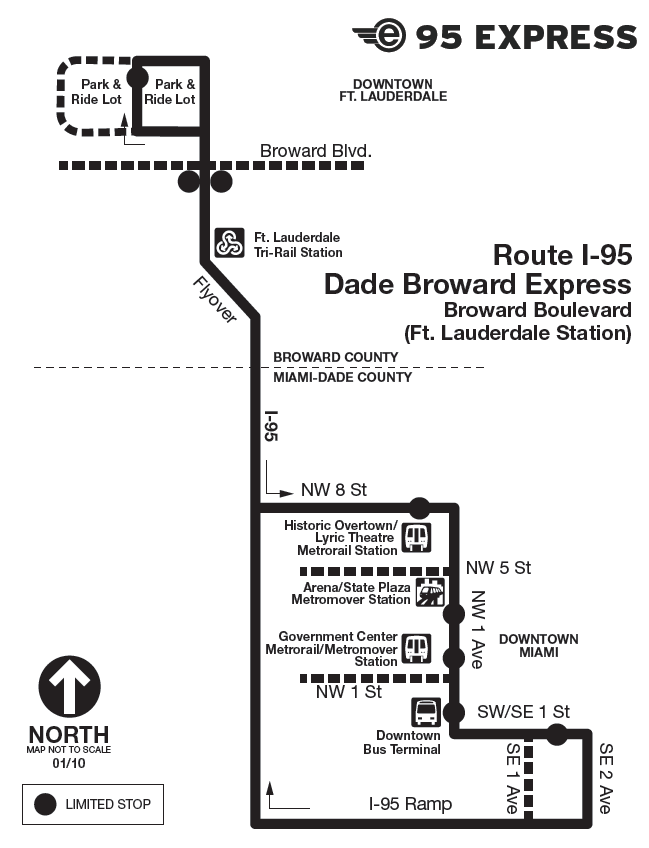 e 95 EXPRESS
DOWNTOWN
FT. LAUDERDALE
Park &
Ride Lot
Park &
Ride Lot
Broward Blvd.
Ft. Lauderdale
Tri-Rail Station
Flyover
Route I-95
Dade Broward Express
Broward Boulevard
(Ft. Lauderdale Station)
BROWARD COUNTY
MIAMI-DADE COUNTY
I-95
NW 8 St
Historic Overtown/
Lyric Theatre
Metrorail Station
NW 5 St
Arena/State Plaza
Metromover Station
NW 1 Ave
Government Center
Metrorail/Metromover
Station
DOWNTOWN
MIAMI
NW 1 St
SW/SE 1 St
Downtown
Bus Terminal
SE 1 Ave
SE 2 Ave
I-95 Ramp
NORTH
MAP NOT TO SCALE
01/10
LIMITED STOP